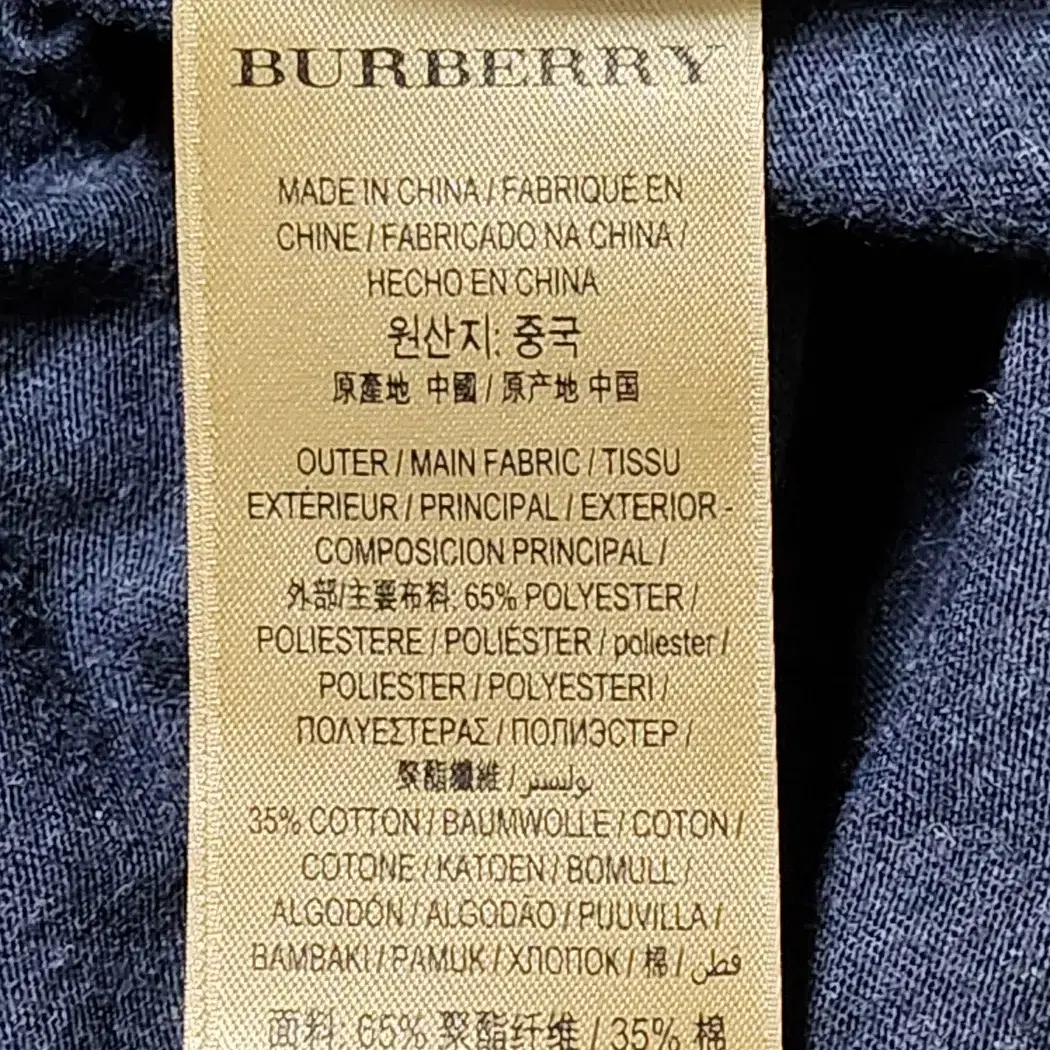 BURBERRY
MADE IN CHINA / FABRIQUÉ EN
CHINE / FABRICADO NA CHINA /
HECHO EN CHINA
원산지: 중국
原產地 中國 / 原产地 中国
OUTER / MAIN FABRIC / TISSU
EXTÉRIEUR / PRINCIPAL / EXTERIOR -
COMPOSICION PRINCIPAL /
外部/主要布料: 65% POLYESTER /
POLIESTERE / POLIÉSTER / poliester /
POLIESTER / POLYESTERI /
ΠΟΛΥΕΣΤΕΡΑΣ / ПОЛИЭСТЕР /
聚酯纖維 / بوليستر
35% COTTON / BAUMWOLLE / COTON /
COTONE / KATOEN / BOMULL /
ALGODÓN / ALGODÃO / PUUVILLA /
BAMBAKI / PAMUK / ХЛОПОК / 棉 / قطن
面料: 65% 聚酯纤维 / 35% 棉